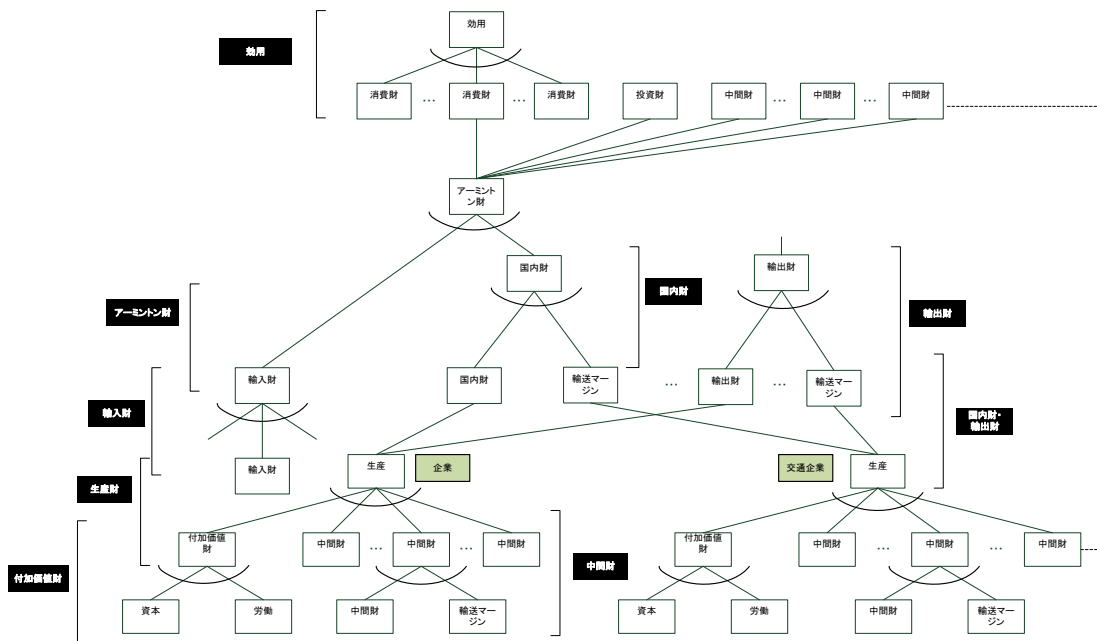 効用
効用
消費財
…
消費財
…
消費財
投資財
中間財
…
中間財
…
中間財
アーミント
ン財
国内財
輸出財
国内財
輸出財
アーミントン財
輸入財
国内財
輸送マー
ジン
…
輸出財
…
輸送マー
ジン
輸入財
国内財・
輸出財
生産
企業
交通企業
生産
輸入財
生産財
付加価値
財
中間財
…
中間財
…
中間財
付加価値
財
中間財
…
中間財
…
中間財
付加価値財
中間財
資本
労働
中間財
輸送マー
ジン
資本
労働
中間財
輸送マー
ジン